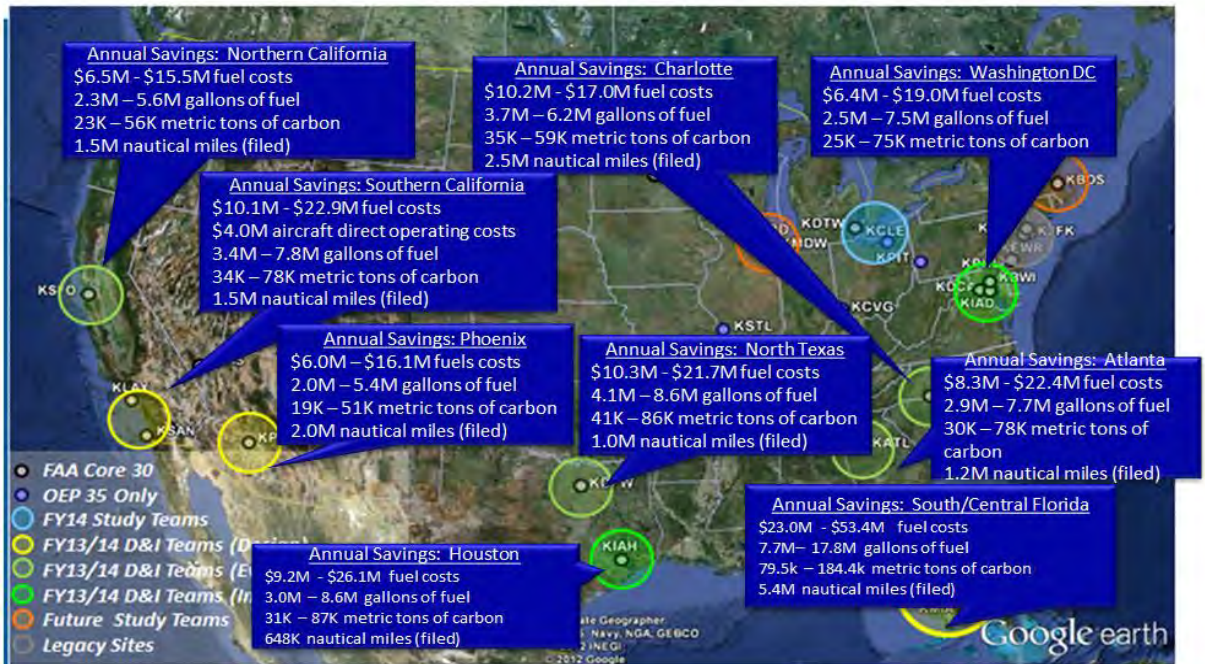 Annual Savings: Northern California
$6.5M - $15.5M fuel costs
2.3M – 5.6M gallons of fuel
23K – 56K metric tons of carbon
1.5M nautical miles (filed)
Annual Savings: Charlotte
$10.2M - $17.0M fuel costs
3.7M – 6.2M gallons of fuel
35K – 59K metric tons of carbon
2.5M nautical miles (filed)
Annual Savings: Washington DC
$6.4M - $19.0M fuel costs
2.5M – 7.5M gallons of fuel
25K – 75K metric tons of carbon
Annual Savings: Southern California
$10.1M - $22.9M fuel costs
$4.0M aircraft direct operating costs
3.4M – 7.8M gallons of fuel
34K – 78K metric tons of carbon
1.5M nautical miles (filed)
Annual Savings: Phoenix
$6.0M – $16.1M fuels costs
2.0M – 5.4M gallons of fuel
19K – 51K metric tons of carbon
2.0M nautical miles (filed)
Annual Savings: North Texas
$10.3M - $21.7M fuel costs
4.1M – 8.6M gallons of fuel
41K – 86K metric tons of carbon
1.0M nautical miles (filed)
Annual Savings: Atlanta
$8.3M - $22.4M fuel costs
2.9M – 7.7M gallons of fuel
30K – 78K metric tons of
carbon
1.2M nautical miles (filed)
Annual Savings: South/Central Florida
$23.0M - $53.4M fuel costs
7.7M– 17.8M gallons of fuel
79.5k – 184.4k metric tons of carbon
5.4M nautical miles (filed)
Annual Savings: Houston
$9.2M - $26.1M fuel costs
3.0M – 8.6M gallons of fuel
31K – 87K metric tons of carbon
648K nautical miles (filed)
KSFO
KLAX
KSAN
KDTW
KCLE
KPIT
KBOS
KJFK
KEWR
KBWI
KIAD
KMDW
KCVG
KSTL
KATL
KIAH
KMIA
FAA Core 30
OEP 35 Only
FY14 Study Teams
FY13/14 D&I Teams
FY13/14 D&I Teams
FY13/14 D&I Teams
Future Study Teams
Legacy Sites
Geographer
Navy, NGA, GEBCO
INEGI
© 2012 Google
Google earth